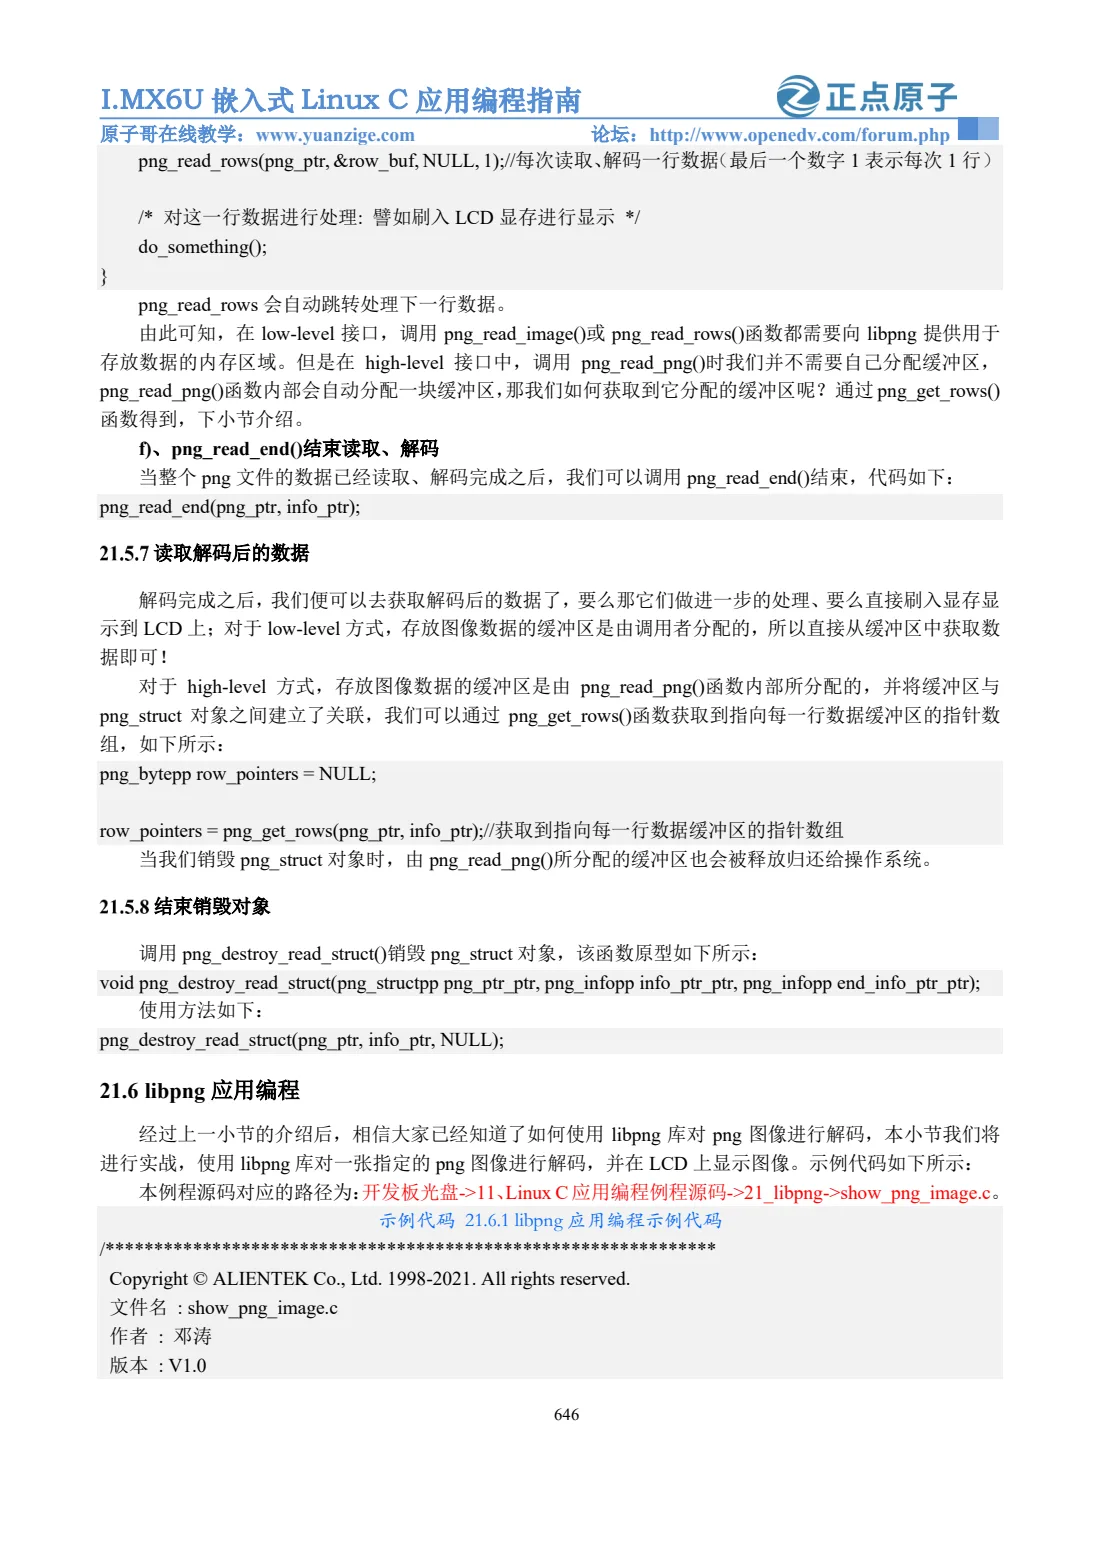 I.MX6U 嵌入式 Linux C 应用编程指南
正点原子
原子哥在线教学：www.yuanzige.com 论坛：http://www.openedv.com/forum.php
png_read_rows(png_ptr, &row_buf, NULL, 1);//每次读取、解码一行数据（最后一个数字 1 表示每次 1 行）
/* 对这一行数据进行处理: 譬如刷入 LCD 显存进行显示 */
do_something();
}
png_read_rows 会自动跳转处理下一行数据。
由此可知，在 low-level 接口，调用 png_read_image()或 png_read_rows()函数都需要向 libpng 提供用于
存放数据的内存区域。但是在 high-level 接口中，调用 png_read_png()时我们并不需要自己分配缓冲区，
png_read_png()函数内部会自动分配一块缓冲区，那我们如何获取到它分配的缓冲区呢？通过 png_get_rows()
函数得到，下小节介绍。
f)、png_read_end()结束读取、解码
当整个 png 文件的数据已经读取、解码完成之后，我们可以调用 png_read_end()结束，代码如下：
png_read_end(png_ptr, info_ptr);
21.5.7 读取解码后的数据
解码完成之后，我们便可以去获取解码后的数据了，要么那它们做进一步的处理、要么直接刷入显存显
示到 LCD 上；对于 low-level 方式，存放图像数据的缓冲区是由调用者分配的，所以直接从缓冲区中获取数
据即可！
对于 high-level 方式，存放图像数据的缓冲区是由 png_read_png()函数内部所分配的，并将缓冲区与
png_struct 对象之间建立了关联，我们可以通过 png_get_rows()函数获取到指向每一行数据缓冲区的指针数
组，如下所示：
png_bytepp row_pointers = NULL;
row_pointers = png_get_rows(png_ptr, info_ptr);//获取到指向每一行数据缓冲区的指针数组
当我们销毁 png_struct 对象时，由 png_read_png()所分配的缓冲区也会被释放归还给操作系统。
21.5.8 结束销毁对象
调用 png_destroy_read_struct()销毁 png_struct 对象，该函数原型如下所示：
void png_destroy_read_struct(png_structpp png_ptr_ptr, png_infopp info_ptr_ptr, png_infopp end_info_ptr_ptr);
使用方法如下：
png_destroy_read_struct(png_ptr, info_ptr, NULL);
21.6 libpng 应用编程
经过上一小节的介绍后，相信大家已经知道了如何使用 libpng 库对 png 图像进行解码，本小节我们将
进行实战，使用 libpng 库对一张指定的 png 图像进行解码，并在 LCD 上显示图像。示例代码如下所示：
本例程源码对应的路径为：开发板光盘->11、Linux C 应用编程例程源码->21_libpng->show_png_image.c。
示例代码 21.6.1 libpng 应用编程示例代码
/***************************************************************
Copyright © ALIENTEK Co., Ltd. 1998-2021. All rights reserved.
文件名 : show_png_image.c
作者 : 邓涛
版本 : V1.0
646